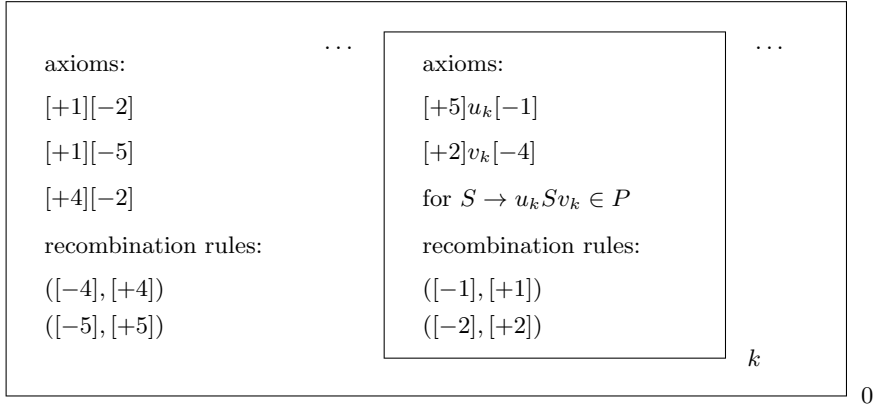 ... ...
axioms: axioms:
[+1][−2] [+5]u_k[−1]
[+1][−5] [+2]v_k[−4]
[+4][−2] for S → u_kSv_k ∈ P
recombination rules: recombination rules:
([−4], [+4]) ([−1], [+1])
([−5], [+5]) ([−2], [+2])
k
0